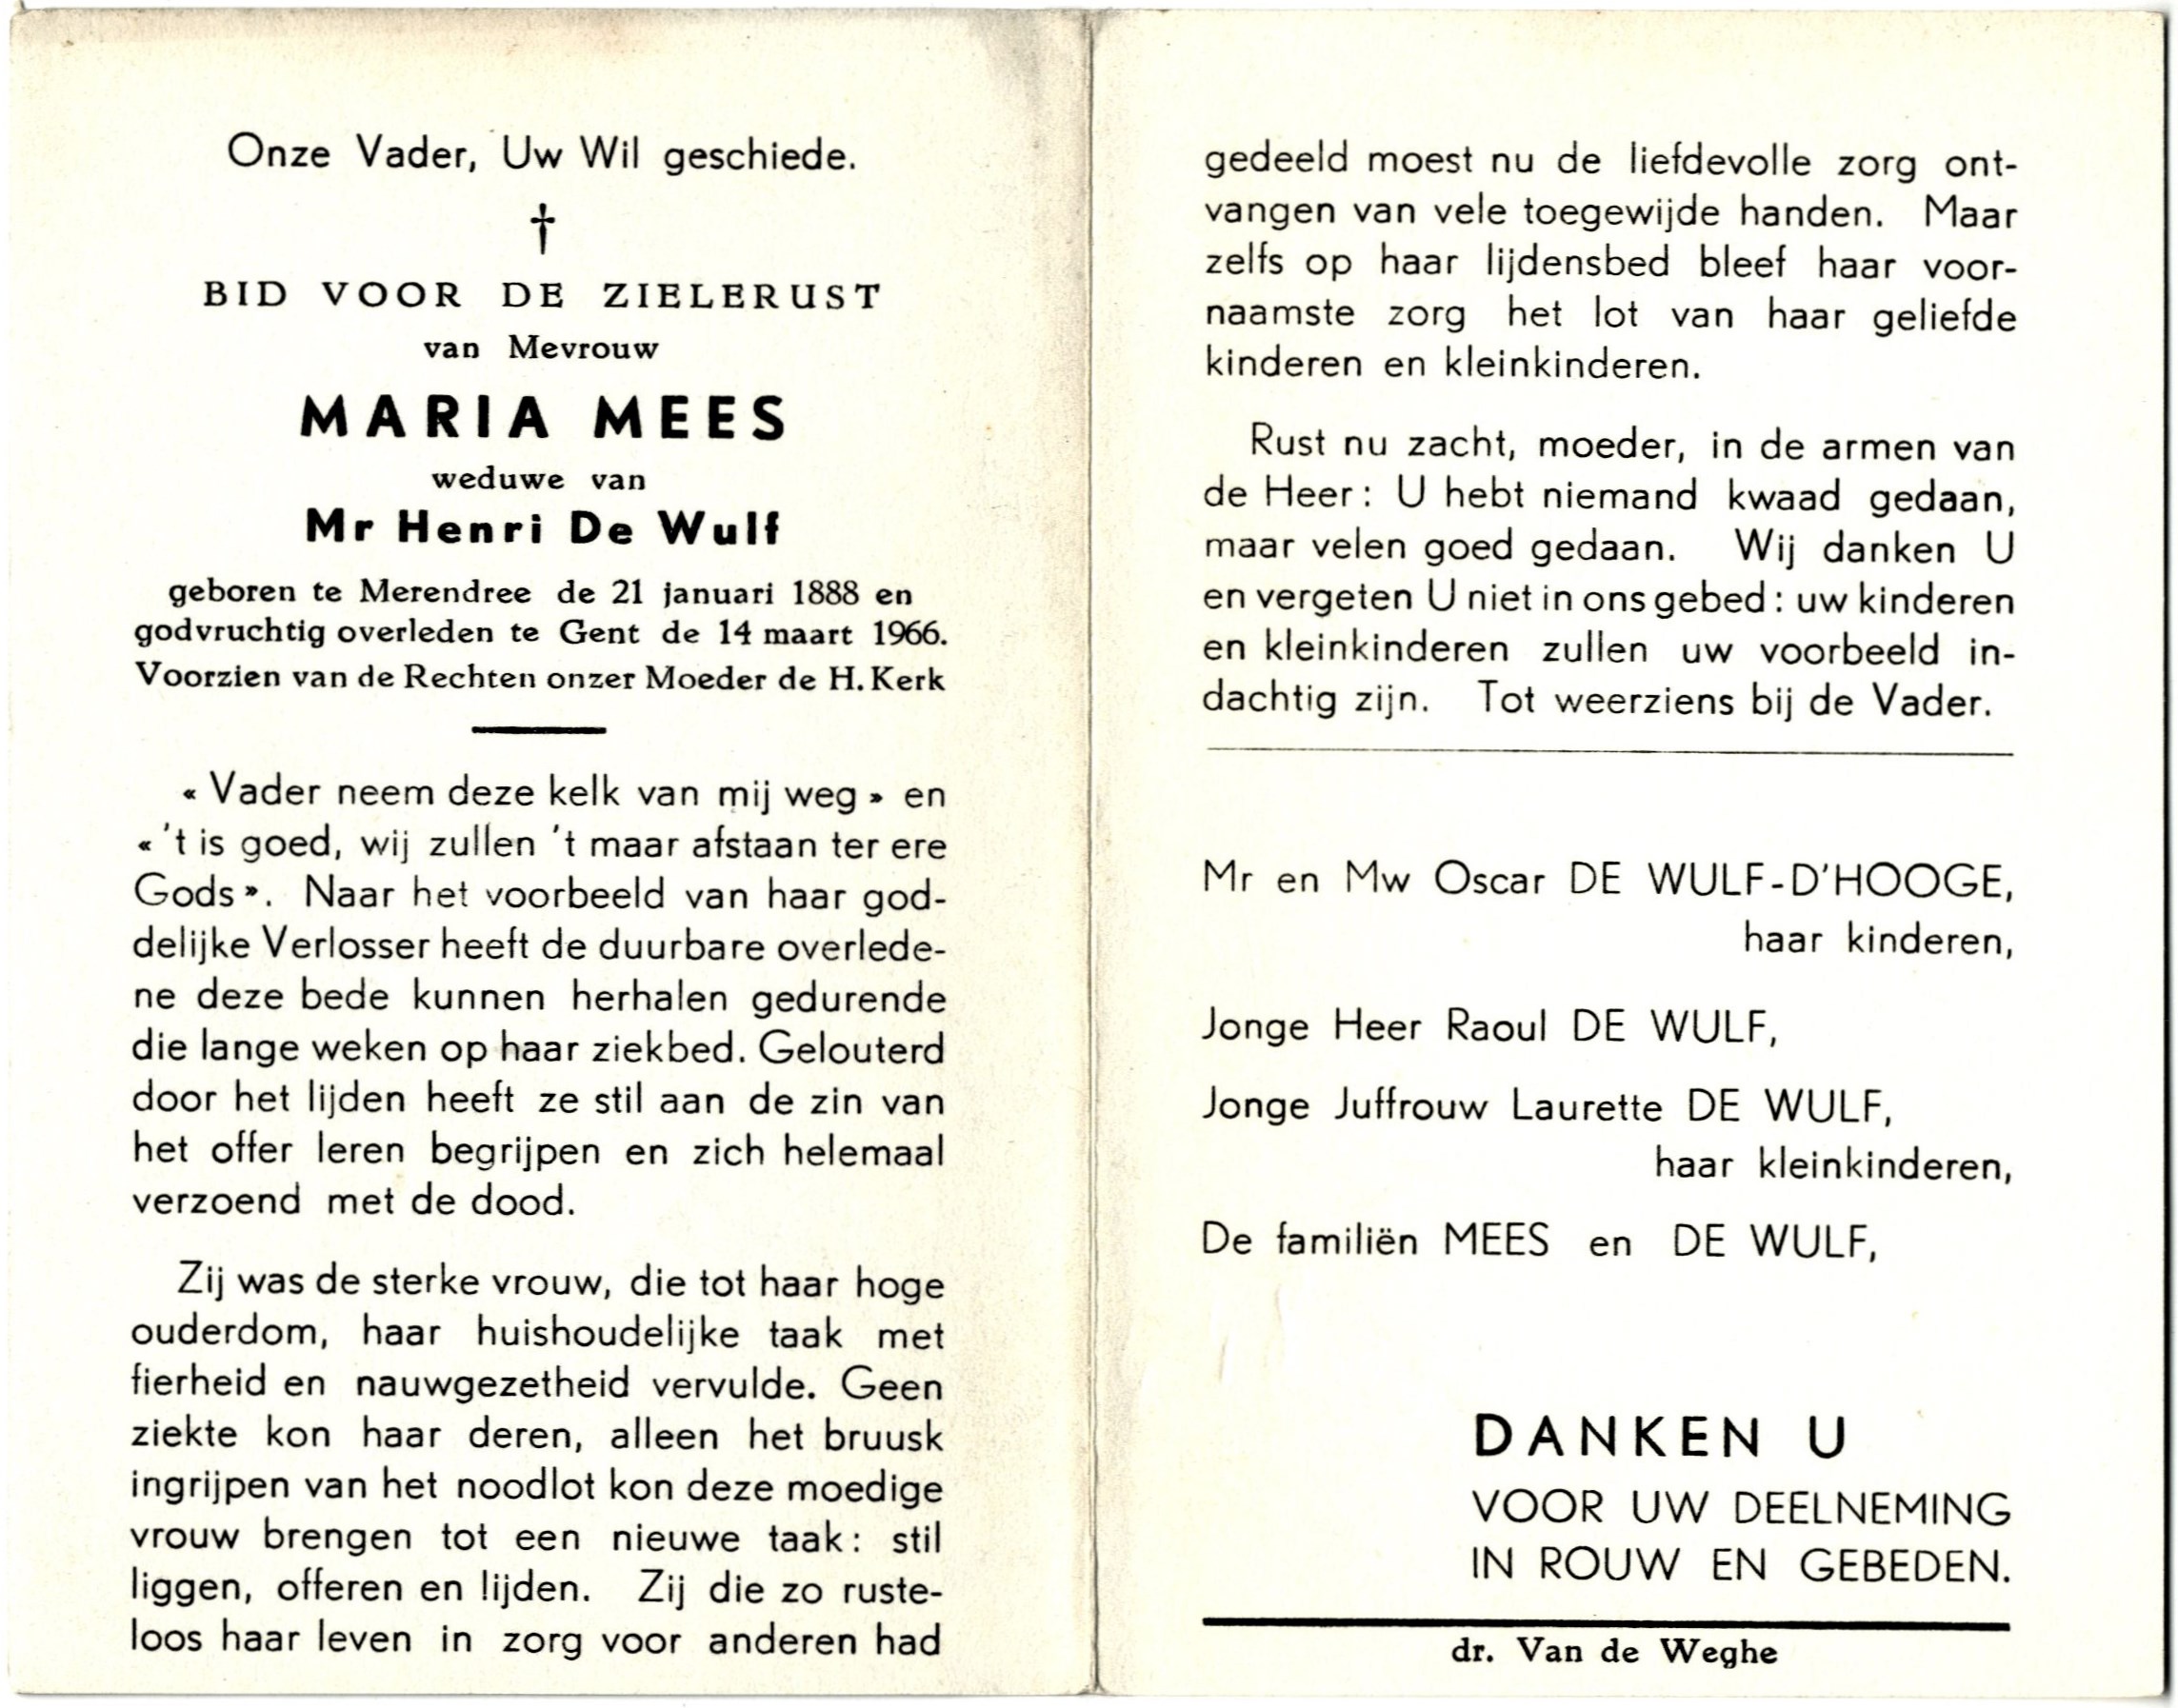 Onze Vader, Uw Wil geschiede.
†
BID VOOR DE ZIELERUST
van Mevrouw
MARIA MEES
weduwe van
Mr Henri De Wulf
geboren te Merendree de 21 januari 1888 en
godvruchtig overleden te Gent de 14 maart 1966.
Voorzien van de Rechten onzer Moeder de H. Kerk
« Vader neem deze kelk van mij weg » en
« 't is goed, wij zullen 't maar afstaan ter ere
Gods ». Naar het voorbeeld van haar god-
delijke Verlosser heeft de duurbare overlede-
ne deze bede kunnen herhalen gedurende
die lange weken op haar ziekbed. Gelouterd
door het lijden heeft ze stil aan de zin van
het offer leren begrijpen en zich helemaal
verzoend met de dood.
Zij was de sterke vrouw, die tot haar hoge
ouderdom, haar huishoudelijke taak met
fierheid en nauwgezetheid vervulde. Geen
ziekte kon haar deren, alleen het bruusk
ingrijpen van het noodlot kon deze moedige
vrouw brengen tot een nieuwe taak : stil
liggen, offeren en lijden. Zij die zo ruste-
loos haar leven in zorg voor anderen had
gedeeld moest nu de liefdevolle zorg ont-
vangen van vele toegewijde handen. Maar
zelfs op haar lijdensbed bleef haar voor-
naamste zorg het lot van haar geliefde
kinderen en kleinkinderen.
Rust nu zacht, moeder, in de armen van
de Heer : U hebt niemand kwaad gedaan,
maar velen goed gedaan. Wij danken U
en vergeten U niet in ons gebed : uw kinderen
en kleinkinderen zullen uw voorbeeld in-
dachtig zijn. Tot weerziens bij de Vader.
Mr en Mw Oscar DE WULF-D'HOOGE,
haar kinderen,
Jonge Heer Raoul DE WULF,
Jonge Juffrouw Laurette DE WULF,
haar kleinkinderen,
De familiën MEES en DE WULF,
DANKEN U
VOOR UW DEELNEMING
IN ROUW EN GEBEDEN.
dr. Van de Weghe